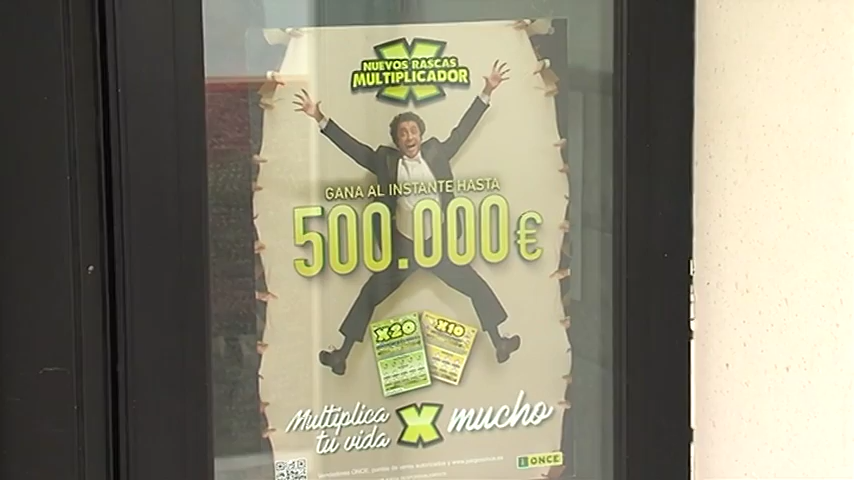 NUEVOS RASCAS
MULTIPLICADOR
GANA AL INSTANTE HASTA
500.000€
X20
X10
Multiplica
tu vida
X mucho
ONCE